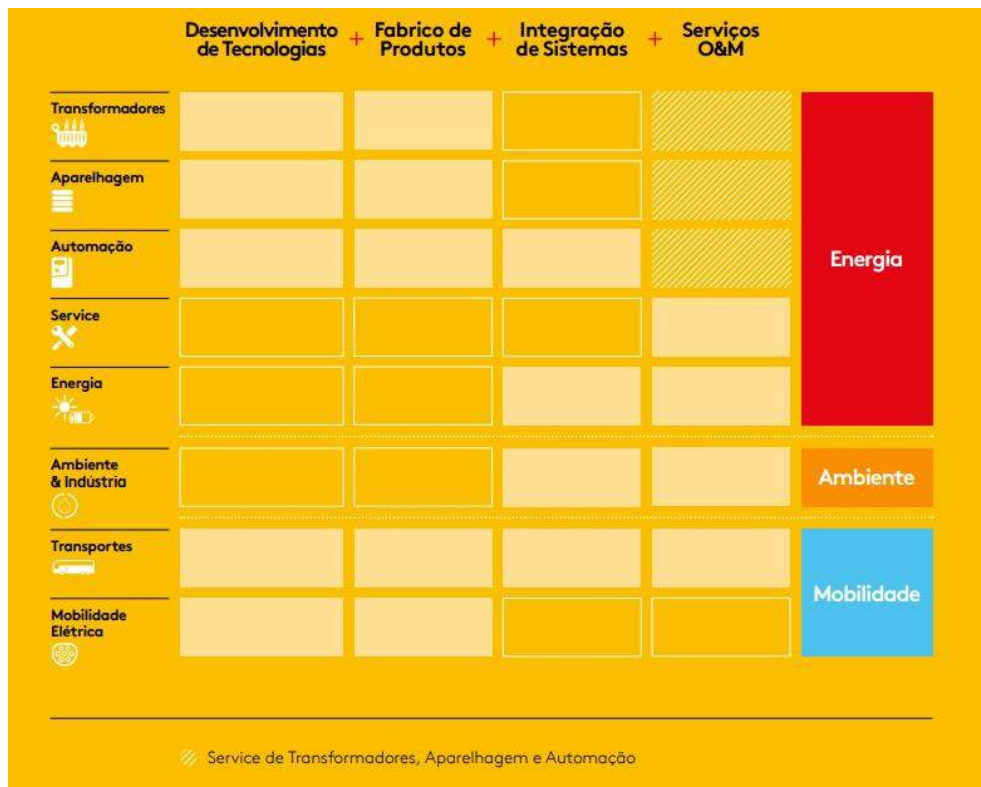 Desenvolvimento de Tecnologias + Fabrico de Produtos + Integração de Sistemas + Serviços O&M
Transformadores
Aparelhagem
Automação
Service
Energia
Energia
Ambiente
& Indústria
Ambiente
Transportes
Mobilidade
Elétrica
Mobilidade
Service de Transformadores, Aparelhagem e Automação